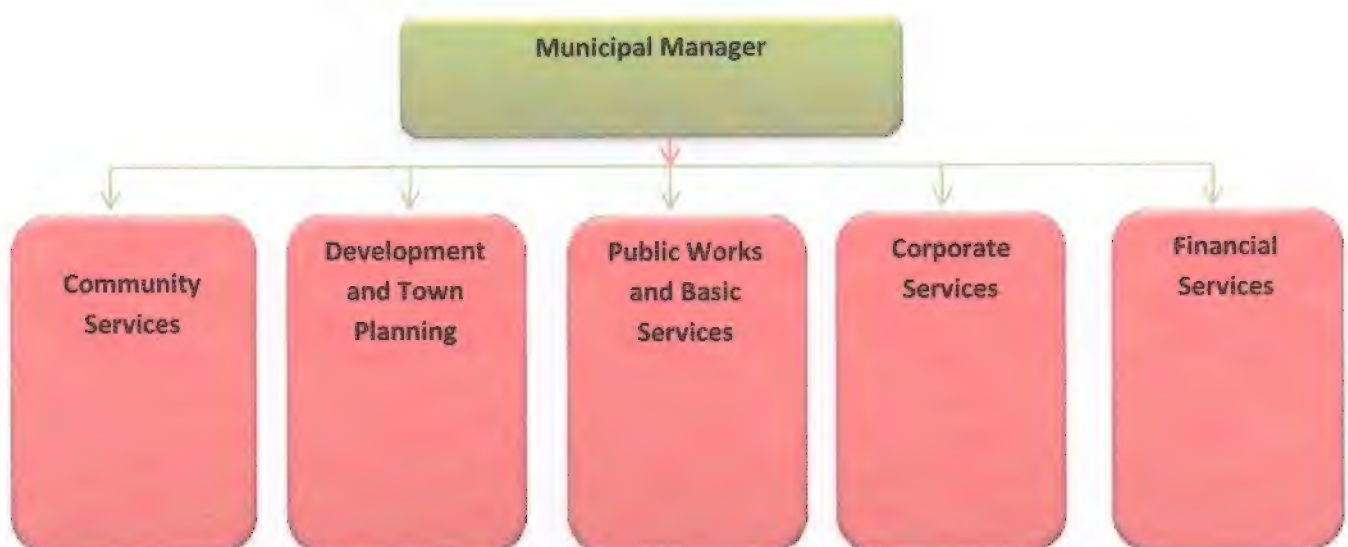 Municipal Manager
Community
Services
Development
and Town
Planning
Public Works
and Basic
Services
Corporate
Services
Financial
Services